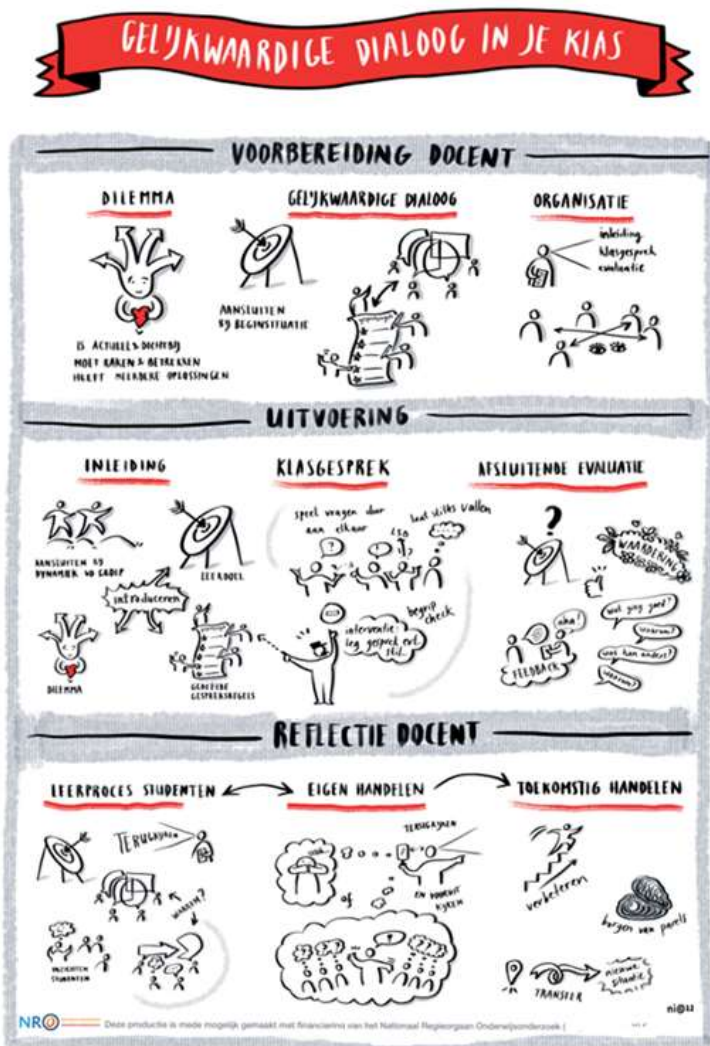 GELIJKWAARDIGE DIALOOG IN JE KLAS
VOORBEREIDING DOCENT
DILEMMA
IS ACTUEEL & DICHTBIJ
MOET RAKEN & BETREKKEN
HEEFT MEERDERE OPLOSSINGEN
GELIJKWAARDIGE DIALOOG
AANSLUITEN
BIJ BEGINSITUATIE
ORGANISATIE
inleiding
klasgesprek
evaluatie
UITVOERING
INLEIDING
AANSLUITEN BIJ
DYNAMIEK VD GROEP
LEERDOEL
introduceren
DILEMMA
GESPREKSREGELS
KLASGESPREK
speel vragen door
aan elkaar
laat stiltes vallen
?
?
interventie:
leg gesprek evt
stil...
begrip
check
AFSLUITENDE EVALUATIE
?
WAARDERING
aha!
FEEDBACK
wat ging goed?
waarom?
wat kan anders?
waarom?
REFLECTIE DOCENT
LEERPROCES STUDENTEN
TERUGKIJKEN
WAAROM?
INZICHTEN
STUDENTEN
EIGEN HANDELEN
TERUGKIJKEN
of
EN VOORUIT
KIJKEN
TOEKOMSTIG HANDELEN
verbeteren
borgen van parels
TRANSFER
nieuwe
situatie
NRO
Deze productie is mede mogelijk gemaakt met financiering van het Nationaal Regieorgaan Onderwijsonderzoek (